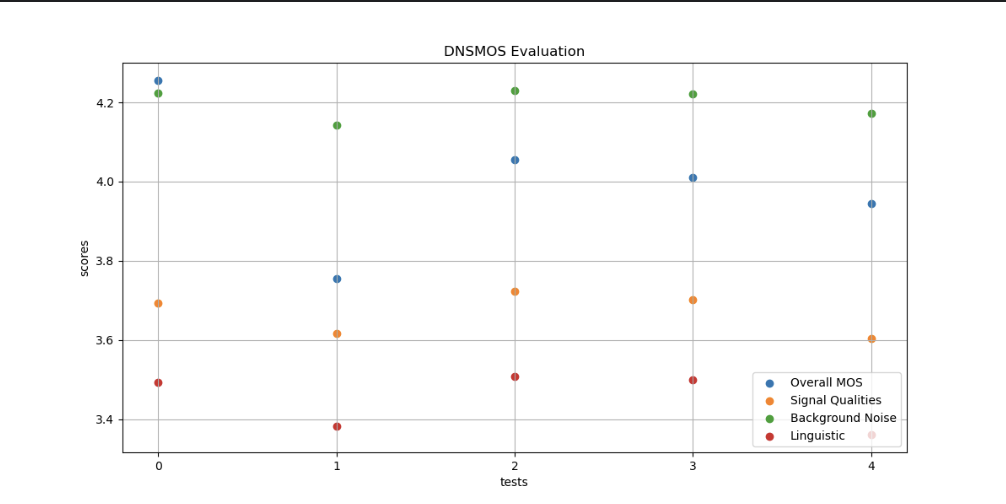 DNSMOS Evaluation
4.2
4.0
3.8
3.6
3.4
scores
0 1 2 3 4
tests
Overall MOS
Signal Qualities
Background Noise
Linguistic